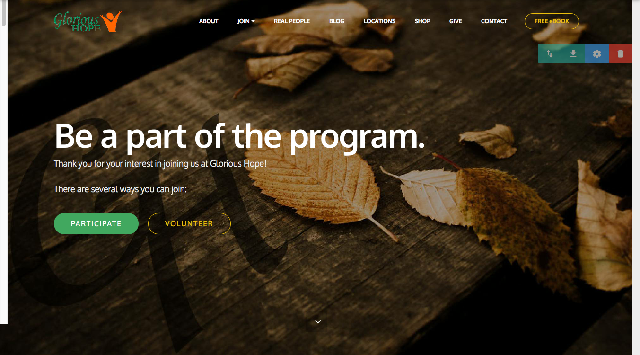 Glorious HOPE
ABOUT JOIN REAL PEOPLE BLOG LOCATIONS SHOP GIVE CONTACT FREE eBOOK
Be a part of the program.
Thank you for your interest in joining us at Glorious Hope!
There are several ways you can join:
PARTICIPATE VOLUNTEER